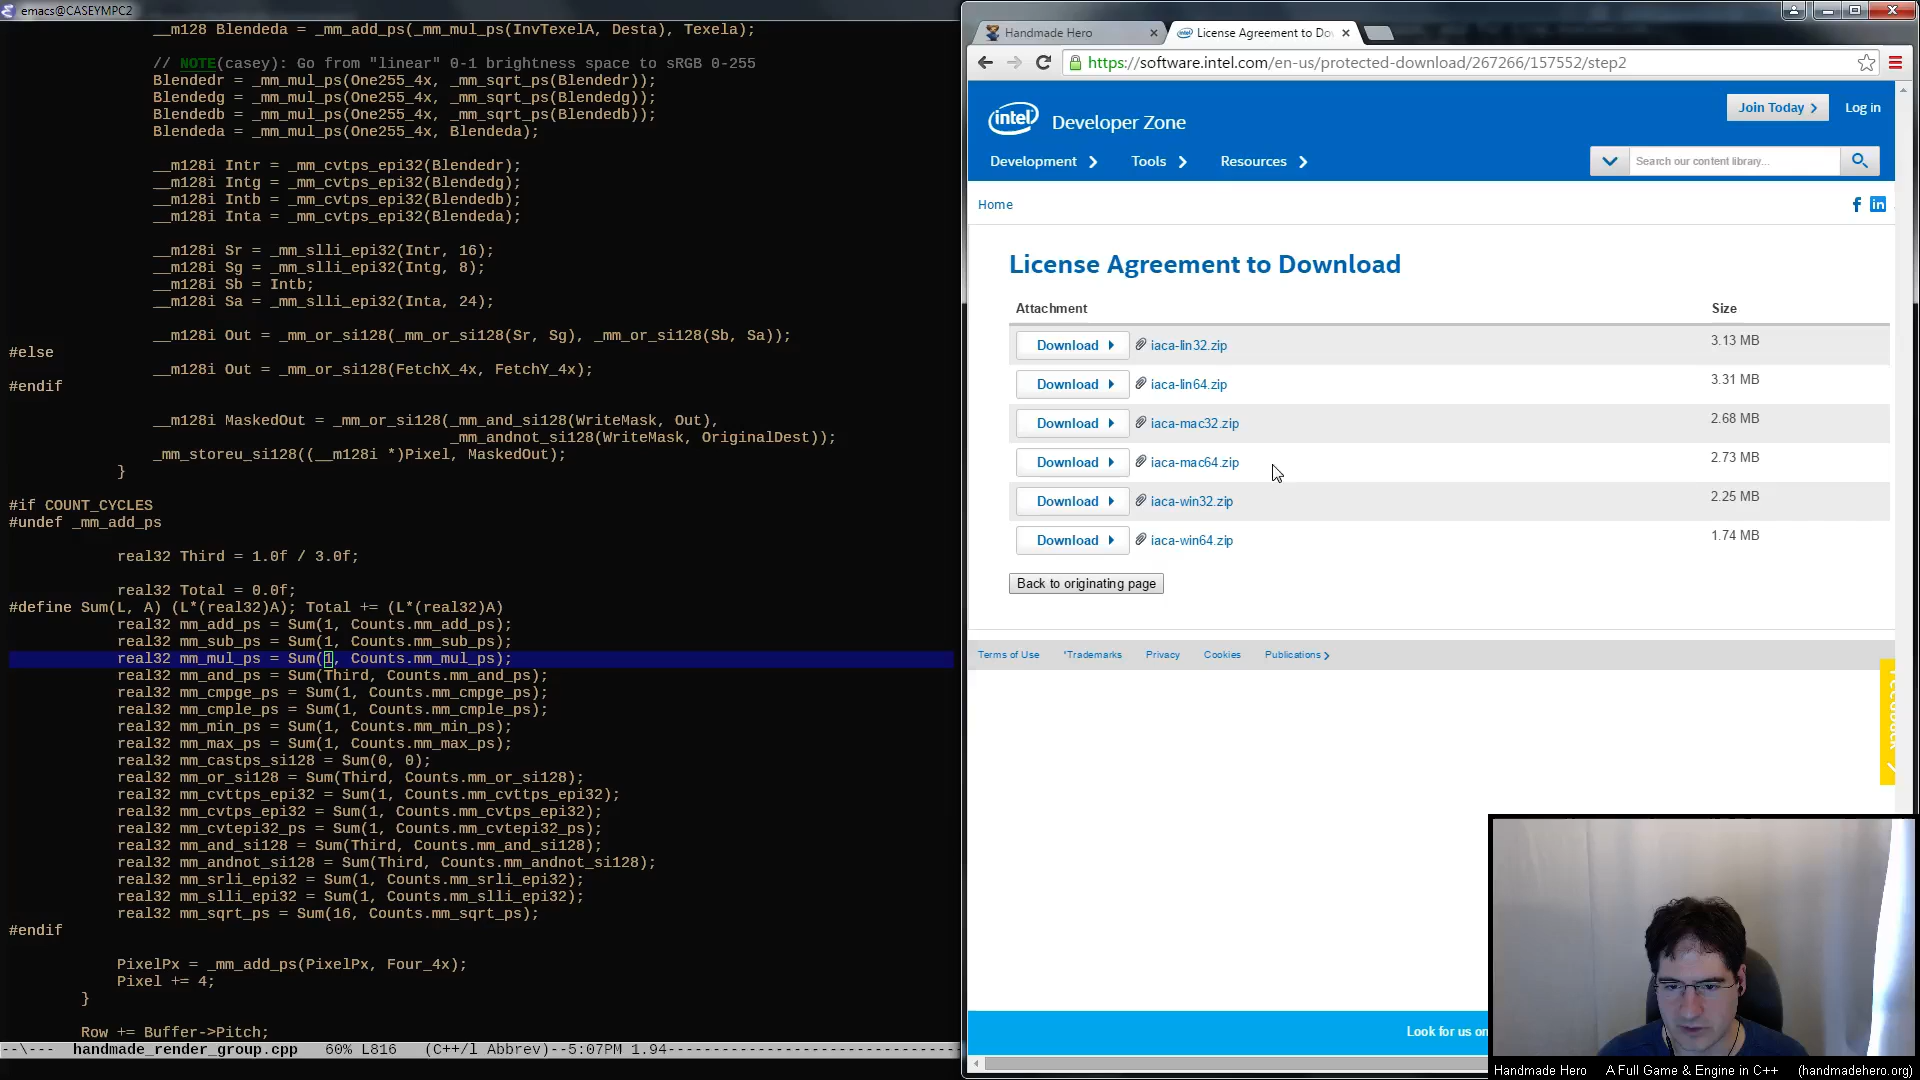 emacs@CASEYMPC2
__m128 Blendeda = _mm_add_ps(_mm_mul_ps(InvTexelA, Desta), Texela);
// NOTE(casey): Go from "linear" 0-1 brightness space to sRGB 0-255
Blendedr = _mm_mul_ps(One255_4x, _mm_sqrt_ps(Blendedr));
Blendedg = _mm_mul_ps(One255_4x, _mm_sqrt_ps(Blendedg));
Blendedb = _mm_mul_ps(One255_4x, _mm_sqrt_ps(Blendedb));
Blendeda = _mm_mul_ps(One255_4x, Blendeda);
__m128i Intr = _mm_cvtps_epi32(Blendedr);
__m128i Intg = _mm_cvtps_epi32(Blendedg);
__m128i Intb = _mm_cvtps_epi32(Blendedb);
__m128i Inta = _mm_cvtps_epi32(Blendeda);
__m128i Sr = _mm_slli_epi32(Intr, 16);
__m128i Sg = _mm_slli_epi32(Intg, 8);
__m128i Sb = Intb;
__m128i Sa = _mm_slli_epi32(Inta, 24);
__m128i Out = _mm_or_si128(_mm_or_si128(Sr, Sg), _mm_or_si128(Sb, Sa));
#else
__m128i Out = _mm_or_si128(FetchX_4x, FetchY_4x);
#endif
__m128i MaskedOut = _mm_or_si128(_mm_and_si128(WriteMask, Out),
_mm_andnot_si128(WriteMask, OriginalDest));
_mm_storeu_si128((__m128i *)Pixel, MaskedOut);
}
#if COUNT_CYCLES
#undef _mm_add_ps
real32 Third = 1.0f / 3.0f;
real32 Total = 0.0f;
#define Sum(L, A) (L*(real32)A); Total += (L*(real32)A)
real32 mm_add_ps = Sum(1, Counts.mm_add_ps);
real32 mm_sub_ps = Sum(1, Counts.mm_sub_ps);
real32 mm_mul_ps = Sum(1, Counts.mm_mul_ps);
real32 mm_and_ps = Sum(Third, Counts.mm_and_ps);
real32 mm_cmpge_ps = Sum(1, Counts.mm_cmpge_ps);
real32 mm_cmple_ps = Sum(1, Counts.mm_cmple_ps);
real32 mm_min_ps = Sum(1, Counts.mm_min_ps);
real32 mm_max_ps = Sum(1, Counts.mm_max_ps);
real32 mm_castps_si128 = Sum(0, 0);
real32 mm_or_si128 = Sum(Third, Counts.mm_or_si128);
real32 mm_cvttps_epi32 = Sum(1, Counts.mm_cvttps_epi32);
real32 mm_cvtps_epi32 = Sum(1, Counts.mm_cvtps_epi32);
real32 mm_cvtepi32_ps = Sum(1, Counts.mm_cvtepi32_ps);
real32 mm_and_si128 = Sum(Third, Counts.mm_and_si128);
real32 mm_andnot_si128 = Sum(Third, Counts.mm_andnot_si128);
real32 mm_srli_epi32 = Sum(1, Counts.mm_srli_epi32);
real32 mm_slli_epi32 = Sum(1, Counts.mm_slli_epi32);
real32 mm_sqrt_ps = Sum(16, Counts.mm_sqrt_ps);
#endif
PixelPx = _mm_add_ps(PixelPx, Four_4x);
Pixel += 4;
}
Row += Buffer->Pitch;
--\--- handmade_render_group.cpp 60% L816 (C++/l Abbrev)--5:07PM 1.94
Handmade Hero
License Agreement to Do
https://software.intel.com/en-us/protected-download/267266/157552/step2
Join Today
Log in
intel Developer Zone
Development
Tools
Resources
Search our content library...
Home
License Agreement to Download
Attachment Size
Download iaca-lin32.zip 3.13 MB
Download iaca-lin64.zip 3.31 MB
Download iaca-mac32.zip 2.68 MB
Download iaca-mac64.zip 2.73 MB
Download iaca-win32.zip 2.25 MB
Download iaca-win64.zip 1.74 MB
Back to originating page
Terms of Use *Trademarks Privacy Cookies Publications
Look for us on
Handmade Hero A Full Game & Engine in C++ (handmadehero.org)